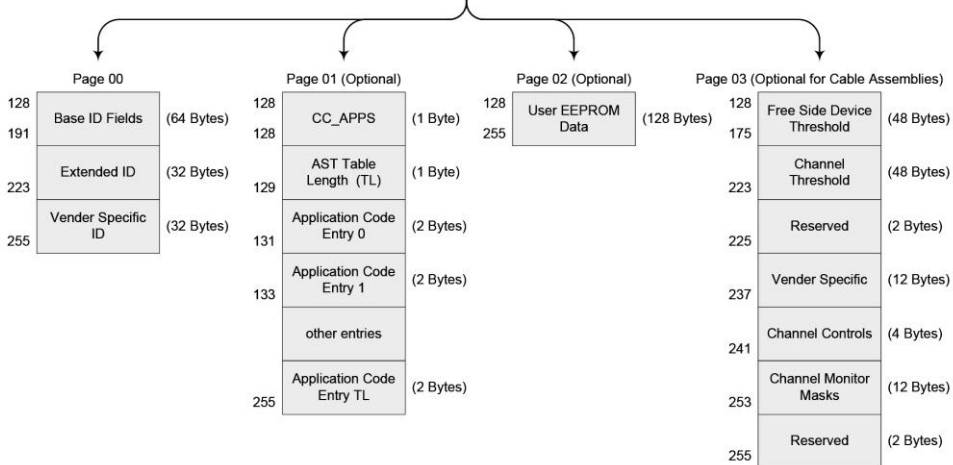 Page 00
128
Base ID Fields
(64 Bytes)
191
Extended ID
(32 Bytes)
223
Vender Specific
ID
(32 Bytes)
255
Page 01 (Optional)
128
CC_APPS
(1 Byte)
128
AST Table
Length (TL)
(1 Byte)
129
Application Code
Entry 0
(2 Bytes)
131
Application Code
Entry 1
(2 Bytes)
133
other entries
Application Code
Entry TL
(2 Bytes)
255
Page 02 (Optional)
128
User EEPROM
Data
(128 Bytes)
255
Page 03 (Optional for Cable Assemblies)
128
Free Side Device
Threshold
(48 Bytes)
175
Channel
Threshold
(48 Bytes)
223
Reserved
(2 Bytes)
225
Vender Specific
(12 Bytes)
237
Channel Controls
(4 Bytes)
241
Channel Monitor
Masks
(12 Bytes)
253
Reserved
(2 Bytes)
255